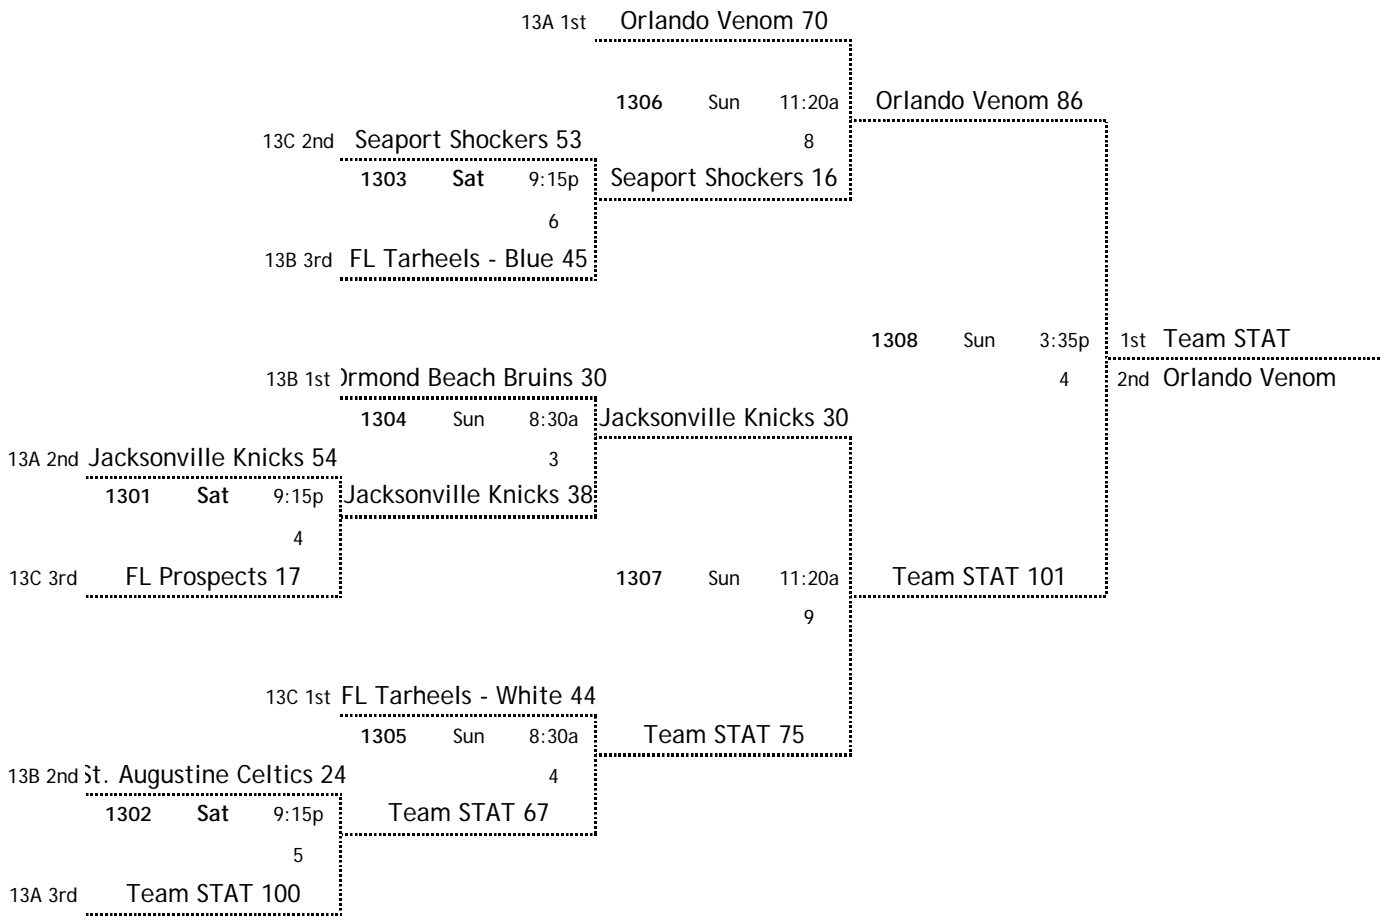 13A 1st Orlando Venom 70
1306 Sun 11:20a Orlando Venom 86
13C 2nd Seaport Shockers 53 8
1303 Sat 9:15p Seaport Shockers 16
6
13B 3rd FL Tarheels - Blue 45
1308 Sun 3:35p 1st Team STAT
13B 1st Ormond Beach Bruins 30 4 2nd Orlando Venom
1304 Sun 8:30a Jacksonville Knicks 30
13A 2nd Jacksonville Knicks 54 3
1301 Sat 9:15p Jacksonville Knicks 38
4
13C 3rd FL Prospects 17 1307 Sun 11:20a Team STAT 101
9
13C 1st FL Tarheels - White 44
1305 Sun 8:30a Team STAT 75
13B 2nd St. Augustine Celtics 24 4
1302 Sat 9:15p Team STAT 67
5
13A 3rd Team STAT 100